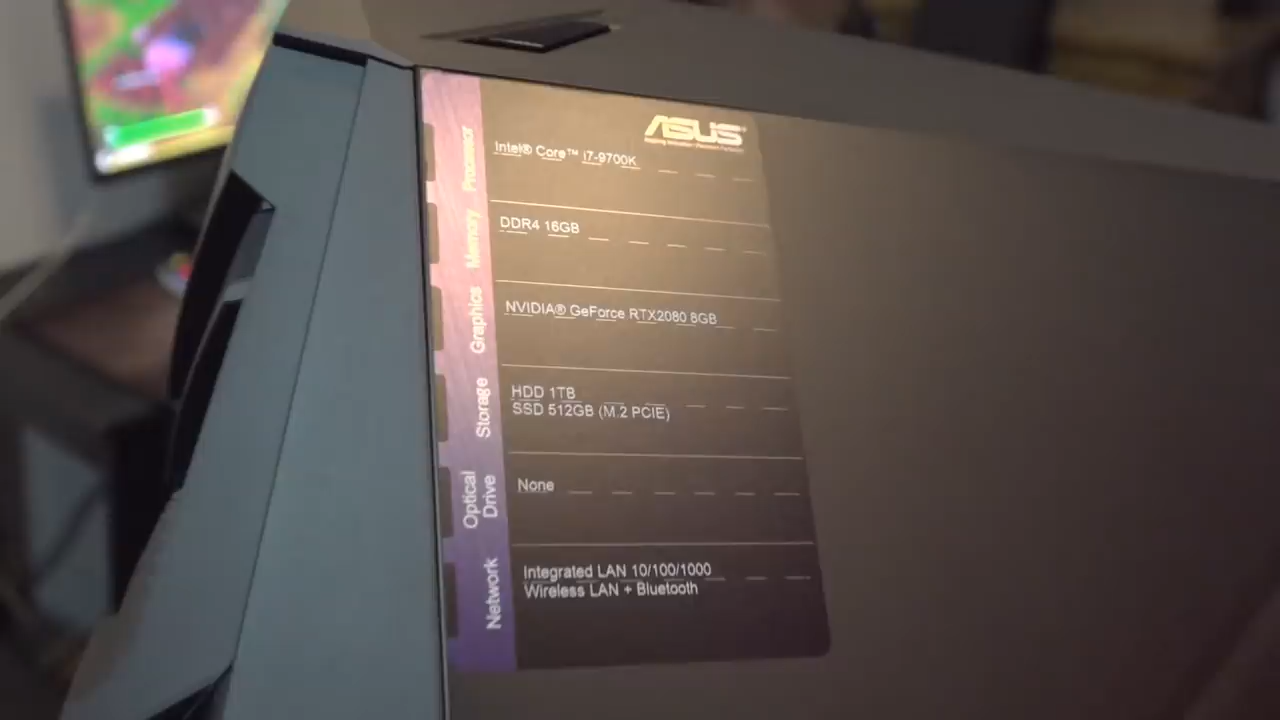 ASUS
Processor
Intel® Core™ i7-9700K
Memory
DDR4 16GB
Graphics
NVIDIA® GeForce RTX2080 8GB
Storage
HDD 1TB
SSD 512GB (M.2 PCIE)
Optical
Drive
None
Network
Integrated LAN 10/100/1000
Wireless LAN + Bluetooth